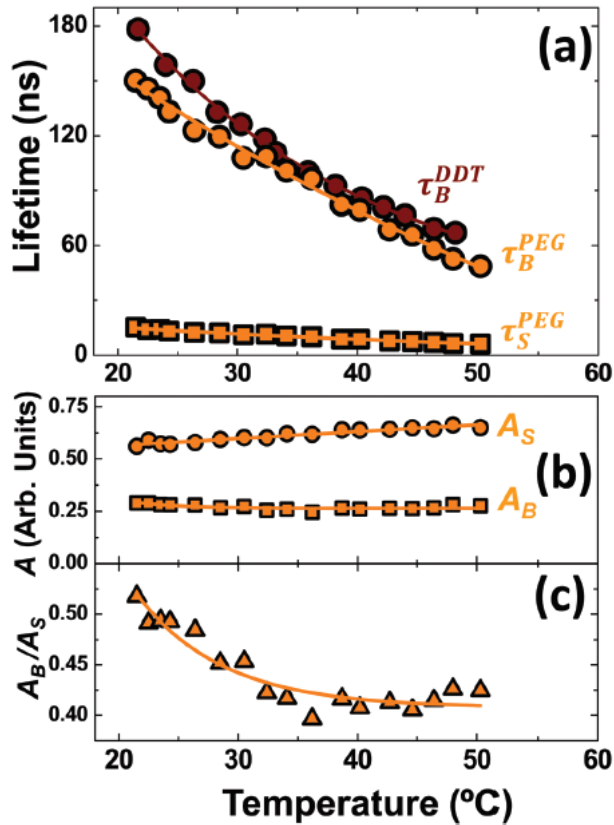 180
120
60
0
Lifetime (ns)
(a)
τ_B^DDT
τ_B^PEG
τ_S^PEG
20 30 40 50 60
0.75
0.50
0.25
0.00
A (Arb. Units)
A_S
(b)
A_B
0.50
0.45
0.40
A_B/A_S
(c)
20 30 40 50 60
Temperature (ºC)